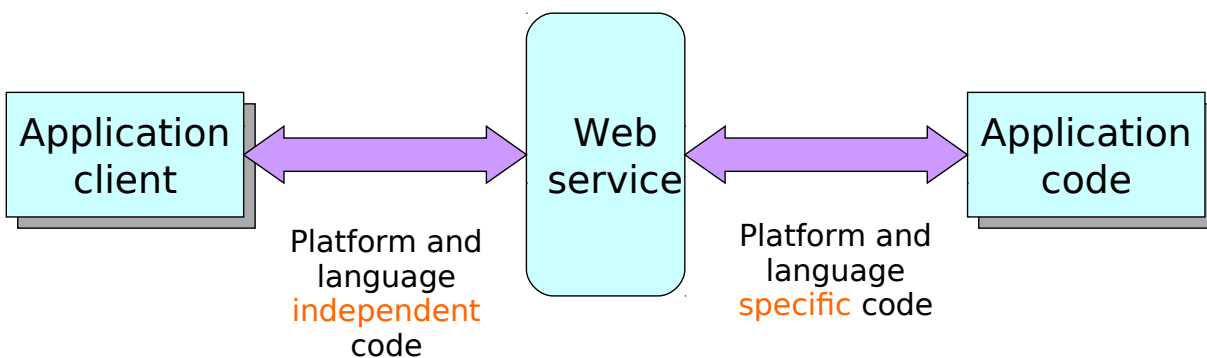 Application
client
Web
service
Application
code
Platform and
language
independent
code
Platform and
language
specific code